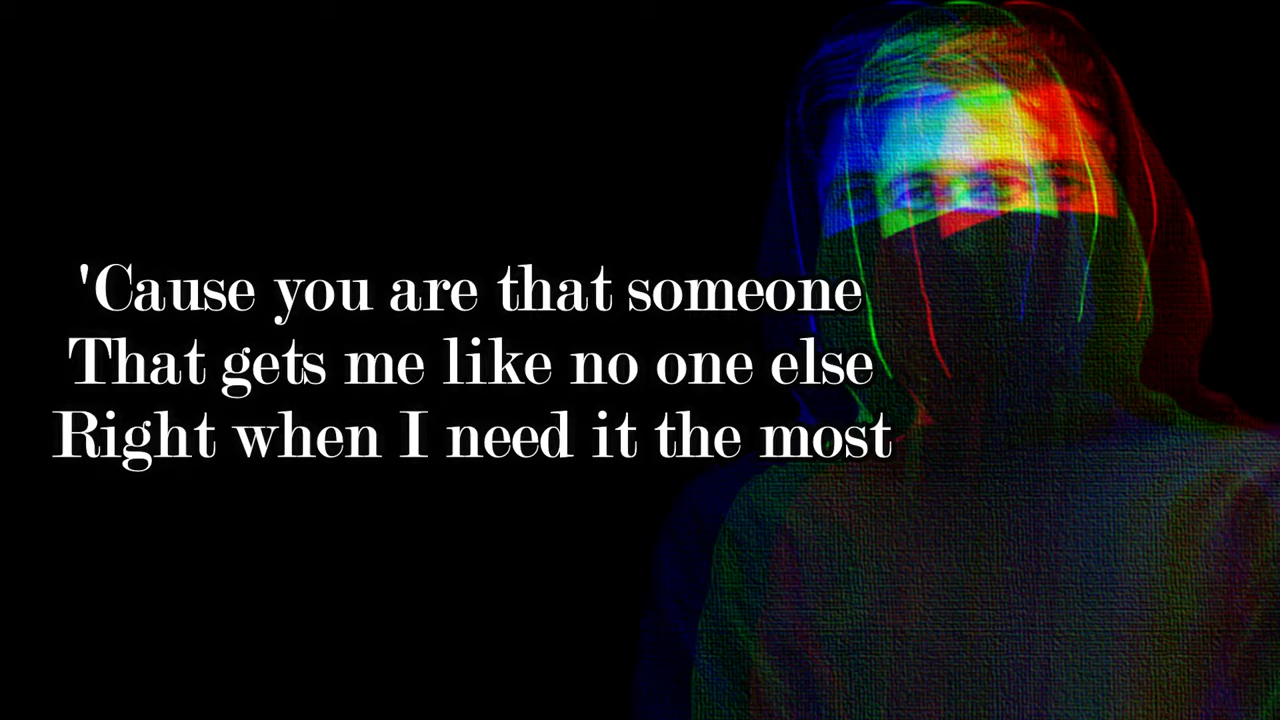 'Cause you are that someone
That gets me like no one else
Right when I need it the most